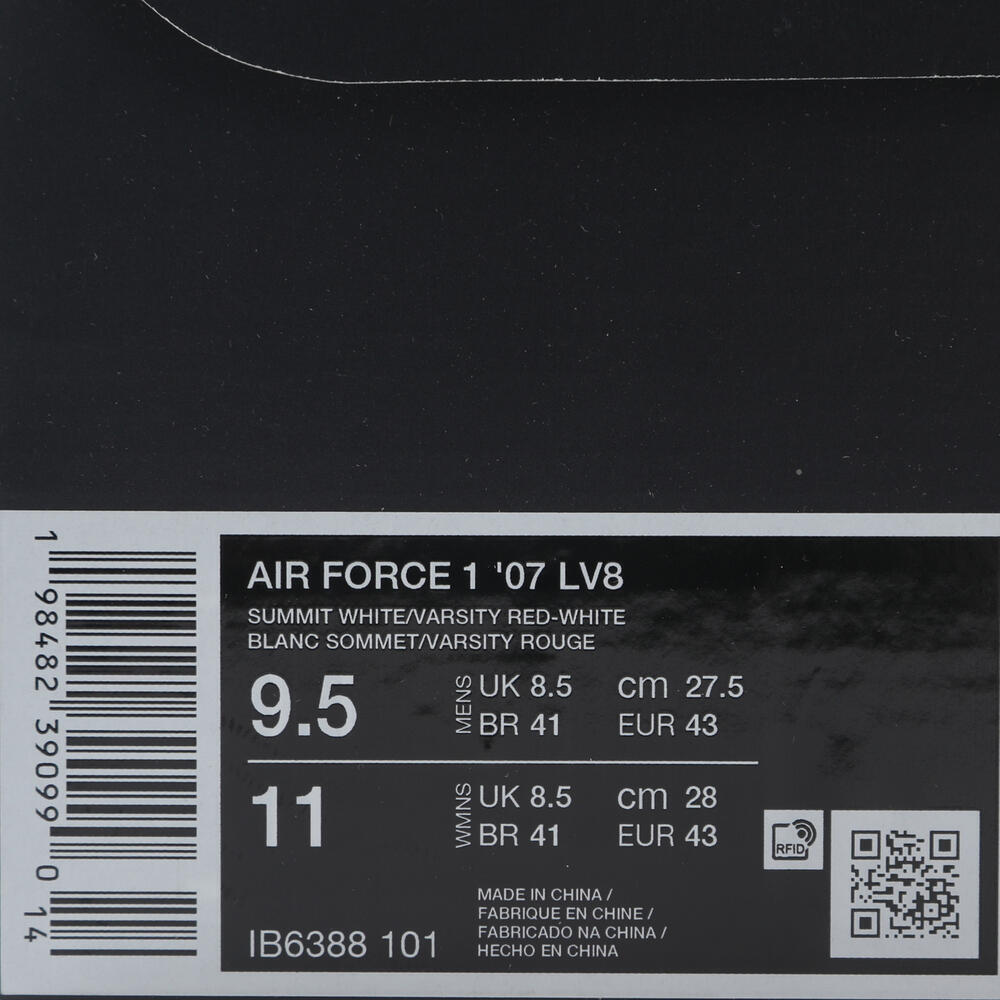 AIR FORCE 1 '07 LV8
SUMMIT WHITE/VARSITY RED-WHITE
BLANC SOMMET/VARSITY ROUGE
9.5 MENS UK 8.5 cm 27.5
BR 41 EUR 43
11 WMNS UK 8.5 cm 28
BR 41 EUR 43
RFID
MADE IN CHINA /
FABRIQUE EN CHINE /
FABRICADO NA CHINA /
HECHO EN CHINA
IB6388 101
1 98482 39099 0 14